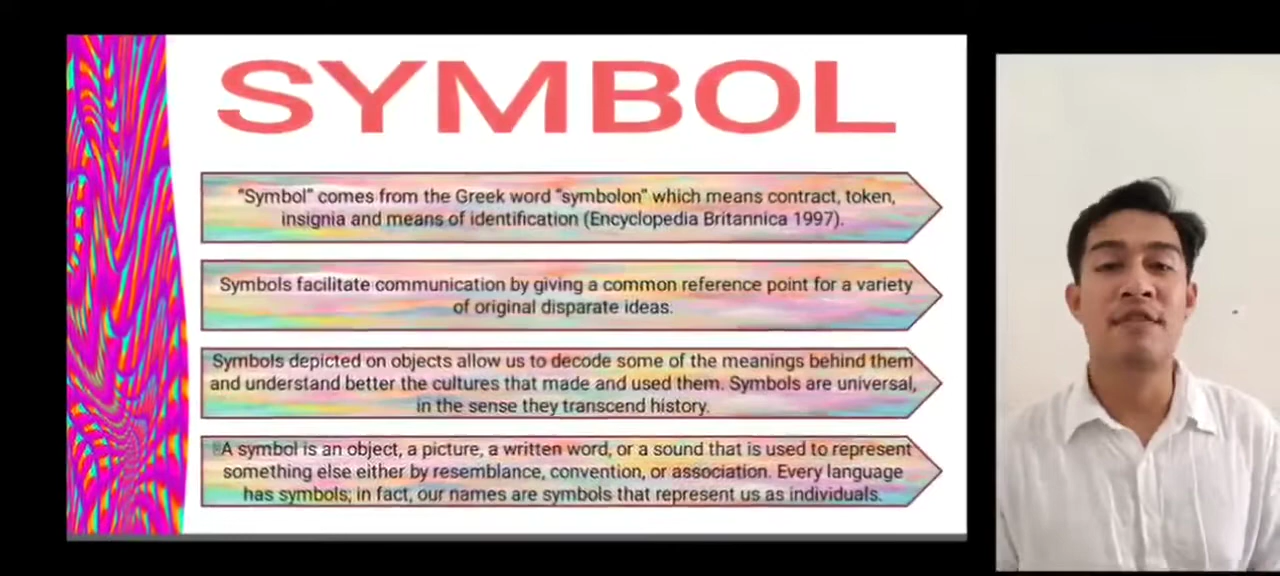 SYMBOL
"Symbol" comes from the Greek word "symbolon" which means contract, token,
insignia and means of identification (Encyclopedia Britannica 1997).
Symbols facilitate communication by giving a common reference point for a variety
of original disparate ideas.
Symbols depicted on objects allow us to decode some of the meanings behind them
and understand better the cultures that made and used them. Symbols are universal,
in the sense they transcend history.
A symbol is an object, a picture, a written word, or a sound that is used to represent
something else either by resemblance, convention, or association. Every language
has symbols; in fact, our names are symbols that represent us as individuals.